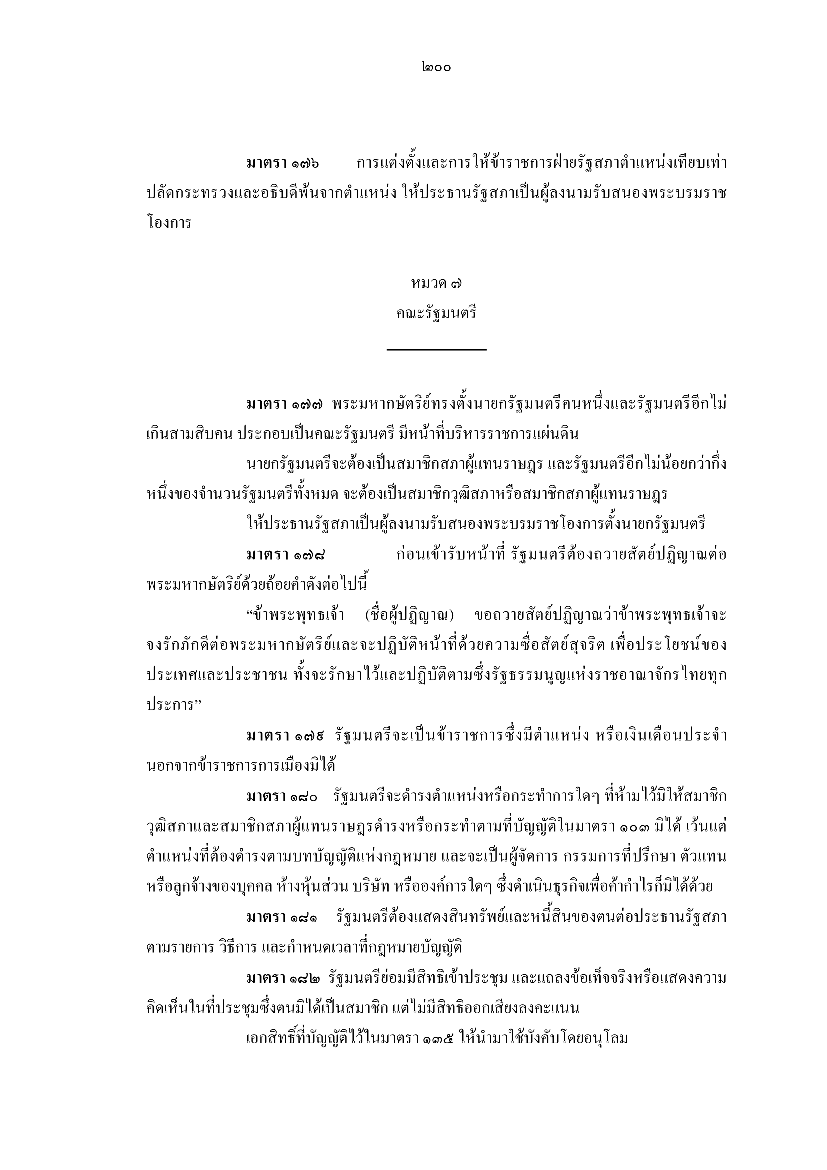 ๒๐๐
มาตรา ๑๗๖ การแต่งตั้งและการให้ข้าราชการฝ่ายรัฐสภาตำแหน่งเทียบเท่า
ปลัดกระทรวงและอธิบดีพ้นจากตำแหน่ง ให้ประธานรัฐสภาเป็นผู้ลงนามรับสนองพระบรมราช
โองการ
หมวด ๗
คณะรัฐมนตรี
มาตรา ๑๗๗ พระมหากษัตริย์ทรงตั้งนายกรัฐมนตรีคนหนึ่งและรัฐมนตรีอีกไม่
เกินสามสิบคน ประกอบเป็นคณะรัฐมนตรี มีหน้าที่บริหารราชการแผ่นดิน
นายกรัฐมนตรีจะต้องเป็นสมาชิกสภาผู้แทนราษฎร และรัฐมนตรีอีกไม่น้อยกว่ากึ่ง
หนึ่งของจำนวนรัฐมนตรีทั้งหมด จะต้องเป็นสมาชิกวุฒิสภาหรือสมาชิกสภาผู้แทนราษฎร
ให้ประธานรัฐสภาเป็นผู้ลงนามรับสนองพระบรมราชโองการตั้งนายกรัฐมนตรี
มาตรา ๑๗๘ ก่อนเข้ารับหน้าที่ รัฐมนตรีต้องถวายสัตย์ปฏิญาณต่อ
พระมหากษัตริย์ด้วยถ้อยคำดังต่อไปนี้
“ข้าพระพุทธเจ้า (ชื่อผู้ปฏิญาณ) ขอถวายสัตย์ปฏิญาณว่าข้าพระพุทธเจ้าจะ
จงรักภักดีต่อพระมหากษัตริย์และจะปฏิบัติหน้าที่ด้วยความซื่อสัตย์สุจริต เพื่อประโยชน์ของ
ประเทศและประชาชน ทั้งจะรักษาไว้และปฏิบัติตามซึ่งรัฐธรรมนูญแห่งราชอาณาจักรไทยทุก
ประการ”
มาตรา ๑๗๙ รัฐมนตรีจะเป็นข้าราชการซึ่งมีตำแหน่ง หรือเงินเดือนประจำ
นอกจากข้าราชการการเมืองมิได้
มาตรา ๑๘๐ รัฐมนตรีจะดำรงตำแหน่งหรือกระทำการใดๆ ที่ห้ามไว้มิให้สมาชิก
วุฒิสภาและสมาชิกสภาผู้แทนราษฎรดำรงหรือกระทำตามที่บัญญัติในมาตรา ๑๐๓ มิได้ เว้นแต่
ตำแหน่งที่ต้องดำรงตามบทบัญญัติแห่งกฎหมาย และจะเป็นผู้จัดการ กรรมการที่ปรึกษา ตัวแทน
หรือลูกจ้างของบุคคล ห้างหุ้นส่วน บริษัท หรือองค์การใดๆ ซึ่งดำเนินธุรกิจเพื่อค้ากำไรก็มิได้ด้วย
มาตรา ๑๘๑ รัฐมนตรีต้องแสดงสินทรัพย์และหนี้สินของตนต่อประธานรัฐสภา
ตามรายการ วิธีการ และกำหนดเวลาที่กฎหมายบัญญัติ
มาตรา ๑๘๒ รัฐมนตรีย่อมมีสิทธิเข้าประชุม และแถลงข้อเท็จจริงหรือแสดงความ
คิดเห็นในที่ประชุมซึ่งตนมิได้เป็นสมาชิก แต่ไม่มีสิทธิออกเสียงลงคะแนน
เอกสิทธิ์ที่บัญญัติไว้ในมาตรา ๑๓๕ ให้นำมาใช้บังคับโดยอนุโลม